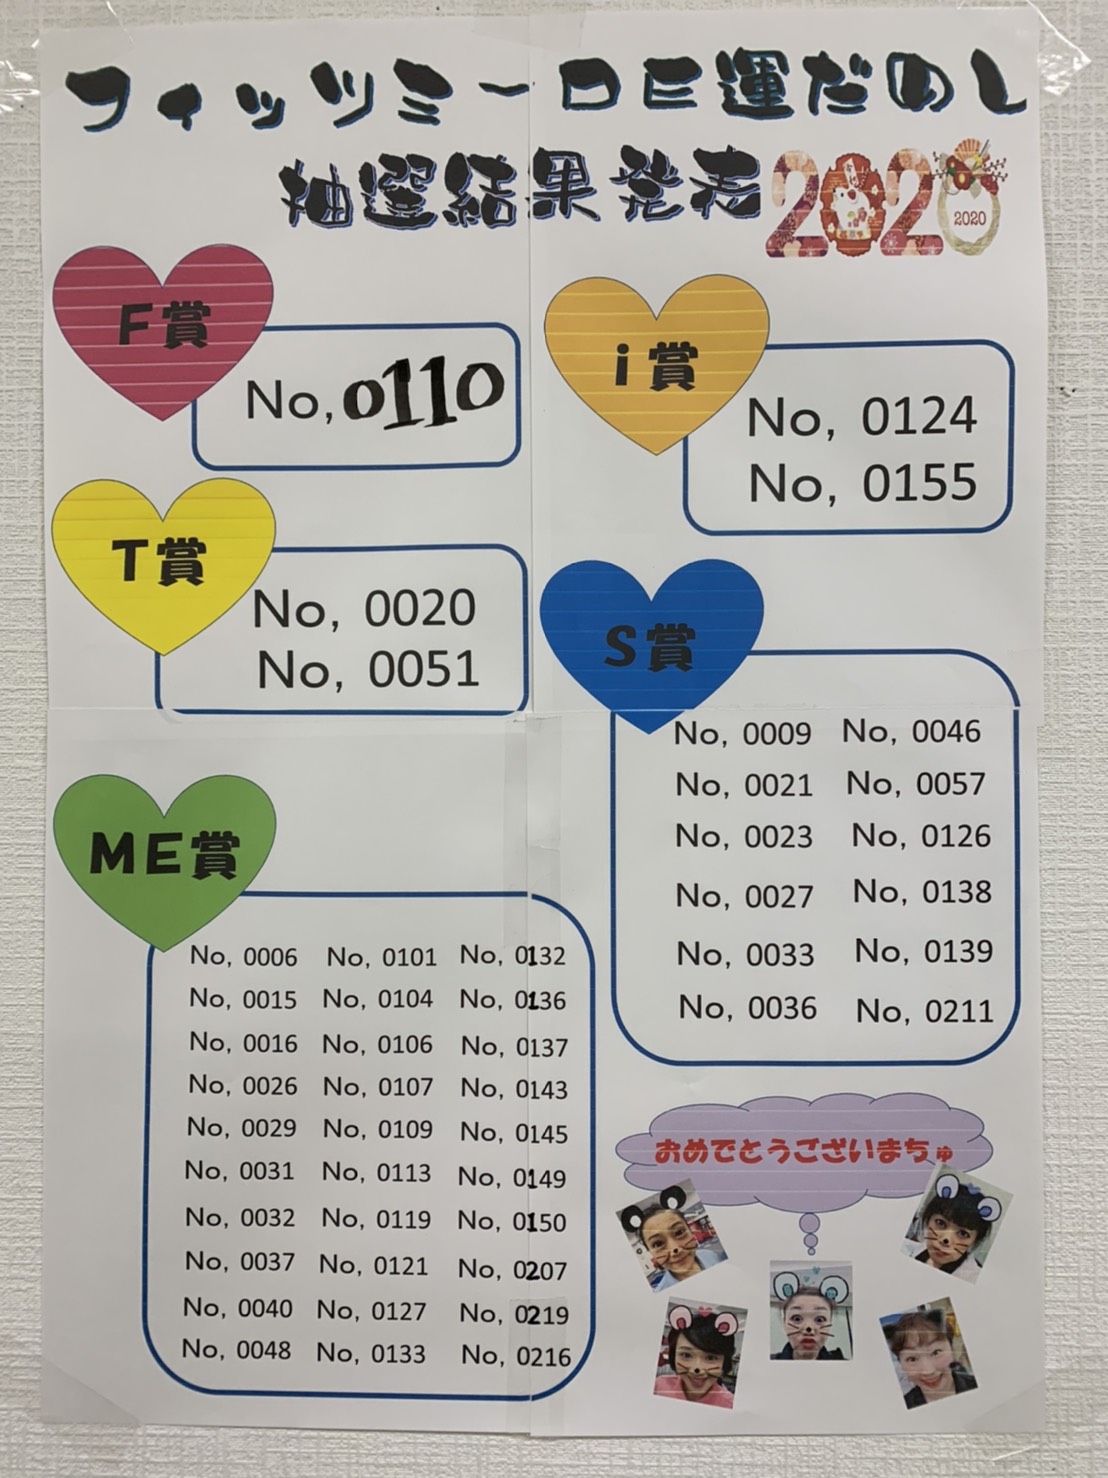 フィッツミーDE運だめし
抽選結果発表2020
2020
F賞
No,0110
i賞
No, 0124
No, 0155
T賞
No, 0020
No, 0051
S賞
No, 0009 No, 0046
No, 0021 No, 0057
No, 0023 No, 0126
No, 0027 No, 0138
No, 0033 No, 0139
No, 0036 No, 0211
ME賞
No, 0006 No, 0101 No, 0132
No, 0015 No, 0104 No, 0136
No, 0016 No, 0106 No, 0137
No, 0026 No, 0107 No, 0143
No, 0029 No, 0109 No, 0145
No, 0031 No, 0113 No, 0149
No, 0032 No, 0119 No, 0150
No, 0037 No, 0121 No, 0207
No, 0040 No, 0127 No, 0219
No, 0048 No, 0133 No, 0216
おめでとうございまちゅ